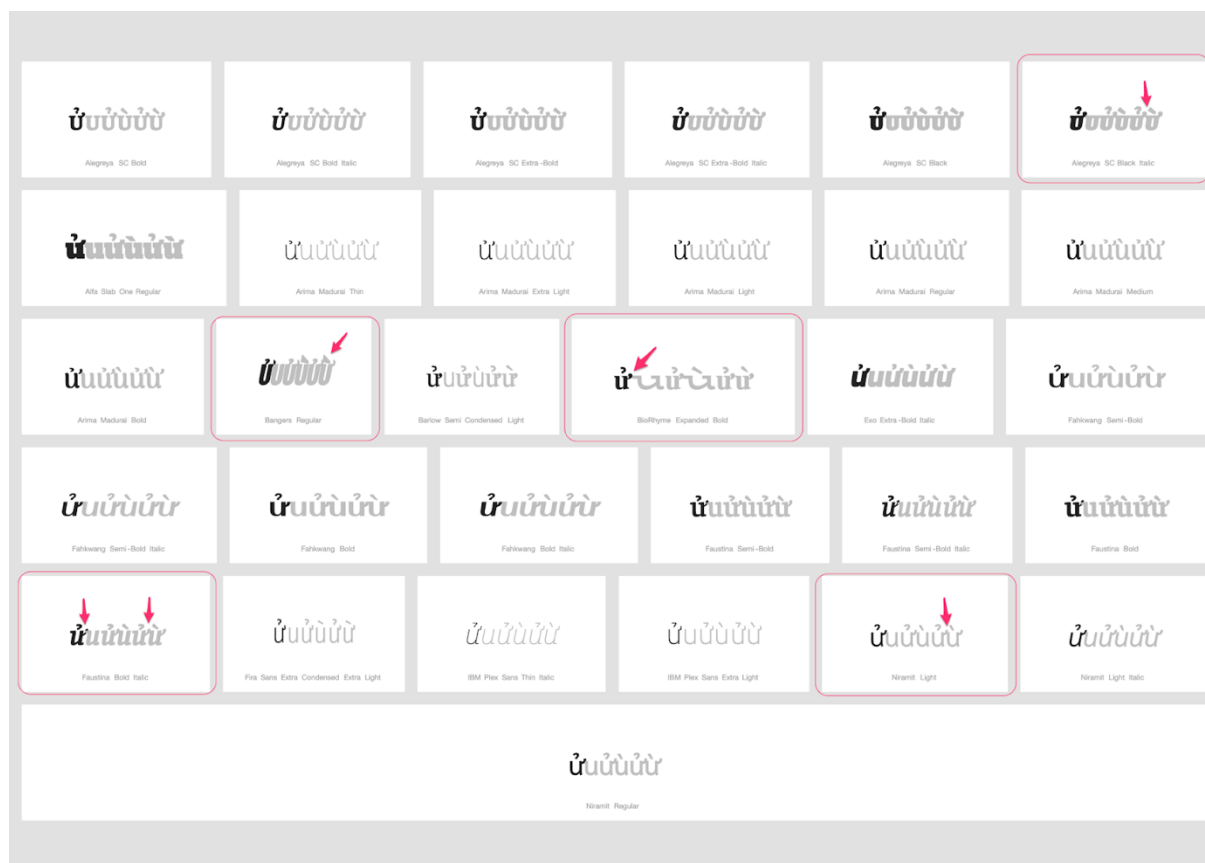 ửuửùửừ
Alegreya SC Bold
ửuửùửừ
Alegreya SC Bold Italic
ửuửùửừ
Alegreya SC Extra-Bold
ửuửùửừ
Alegreya SC Extra-Bold Italic
ửuửùửừ
Alegreya SC Black
ửuửùửừ
Alegreya SC Black Italic
ửuửùửừ
Alfa Slab One Regular
ửuửùửừ
Arima Madurai Thin
ửuửùửừ
Arima Madurai Extra Light
ửuửùửừ
Arima Madurai Light
ửuửùửừ
Arima Madurai Regular
ửuửùửừ
Arima Madurai Medium
ửuửùửừ
Arima Madurai Bold
ửuửùửừ
Bangers Regular
ửuửùửừ
Barlow Semi Condensed Light
ửuửùửừ
BioRhyme Expanded Bold
ửuửùửừ
Exo Extra-Bold Italic
ửuửùửừ
Fahkwang Semi-Bold
ửuửùửừ
Fahkwang Semi-Bold Italic
ửuửùửừ
Fahkwang Bold
ửuửùửừ
Fahkwang Bold Italic
ửuửùửừ
Faustina Semi-Bold
ửuửùửừ
Faustina Semi-Bold Italic
ửuửùửừ
Faustina Bold
ửuửùửừ
Faustina Bold Italic
ửuửùửừ
Fira Sans Extra Condensed Extra Light
ửuửùửừ
IBM Plex Sans Thin Italic
ửuửùửừ
IBM Plex Sans Extra Light
ửuửùửừ
Niramit Light
ửuửùửừ
Niramit Light Italic
ửuửùửừ
Niramit Regular